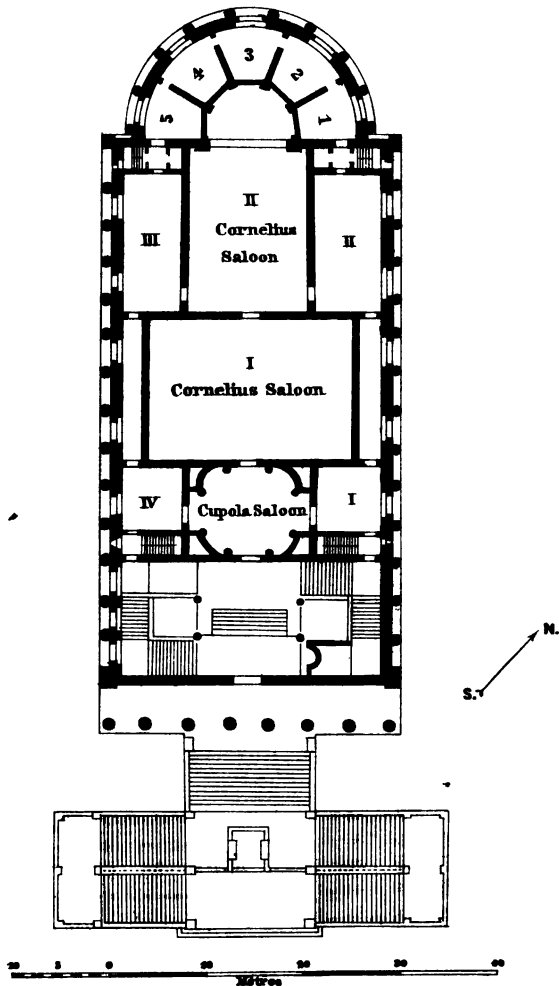 3
4
2
5
1
II
Cornelius
Saloon
III
II
I
Cornelius Saloon
IV
Cupola Saloon
I
N.
S.
10 5 0 10 20 30 40
Mètres